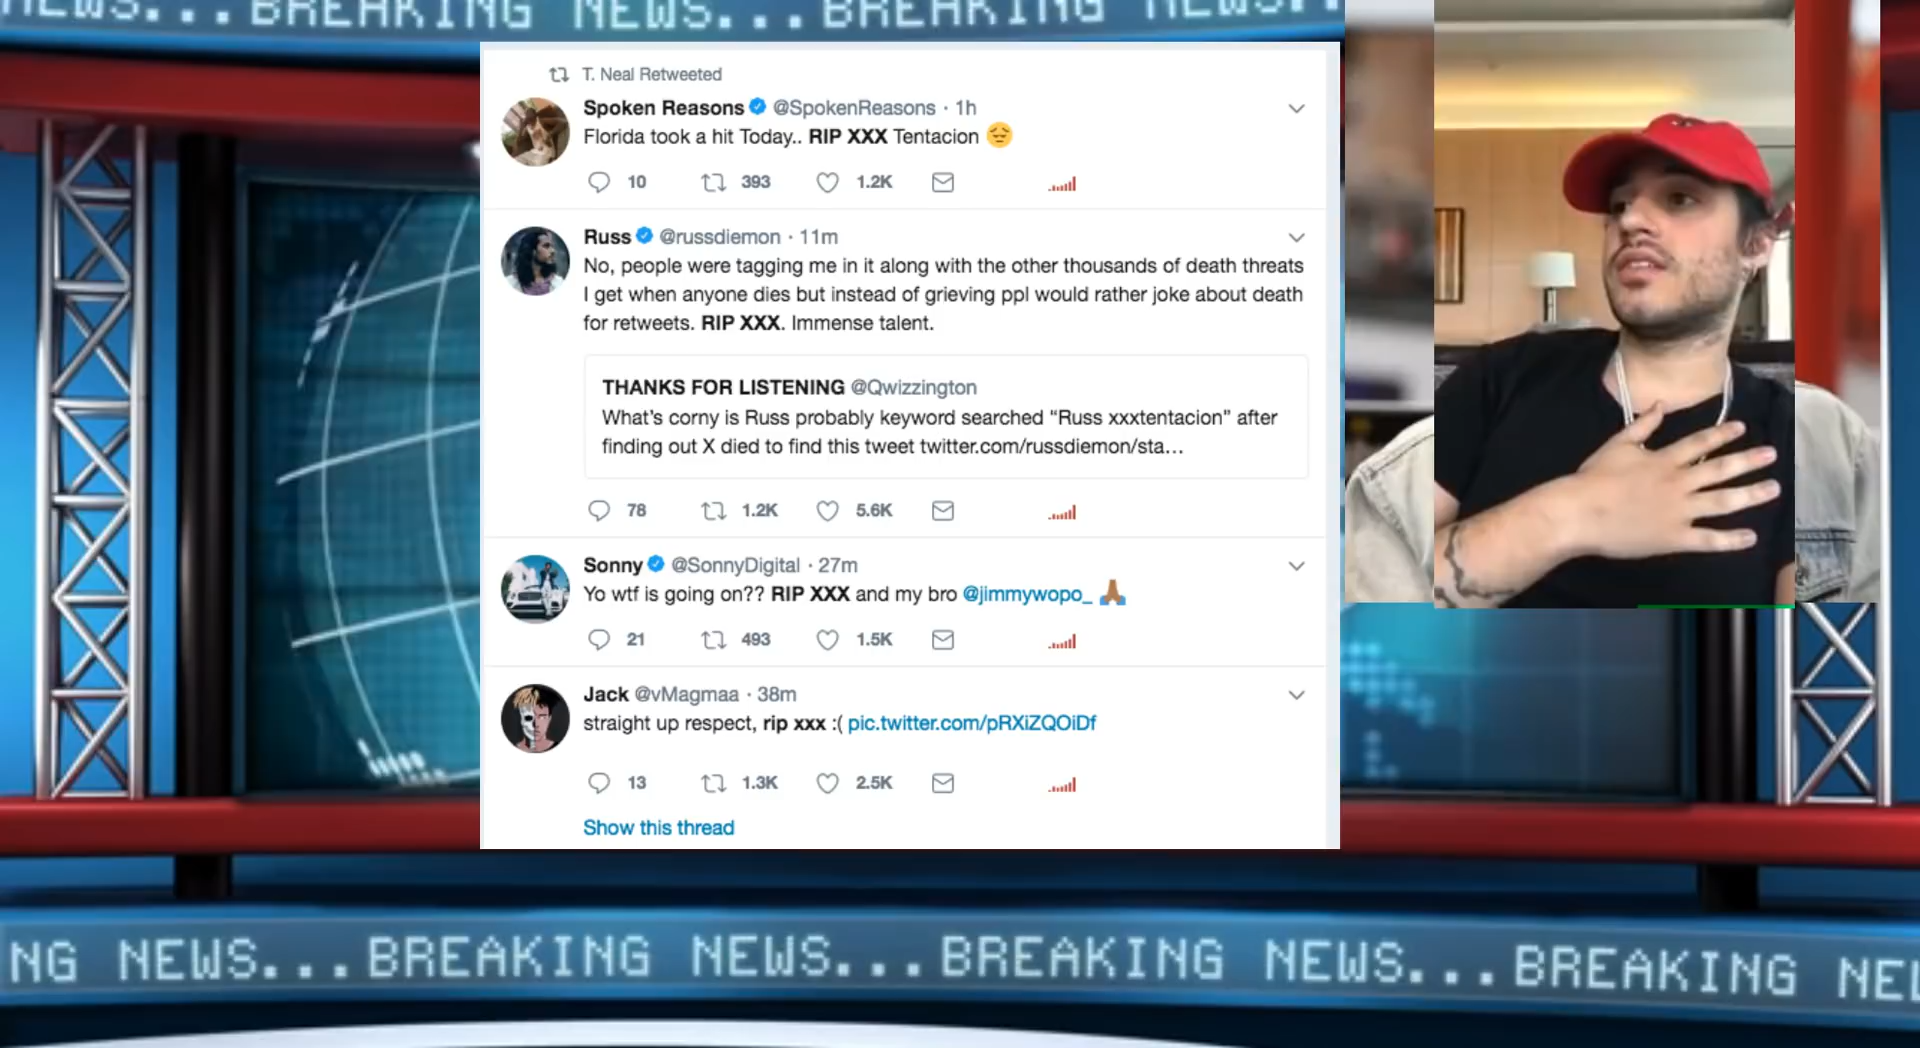 NEWS...BREAKING NEWS...BREAKING NEWS..
T. Neal Retweeted
Spoken Reasons @SpokenReasons · 1h
Florida took a hit Today.. RIP XXX Tentacion 😔
10 393 1.2K
Russ @russdiemon · 11m
No, people were tagging me in it along with the other thousands of death threats
I get when anyone dies but instead of grieving ppl would rather joke about death
for retweets. RIP XXX. Immense talent.
THANKS FOR LISTENING @Qwizzington
What’s corny is Russ probably keyword searched “Russ xxxtentacion” after
finding out X died to find this tweet twitter.com/russdiemon/sta…
78 1.2K 5.6K
Sonny @SonnyDigital · 27m
Yo wtf is going on?? RIP XXX and my bro @jimmywopo_ 🙏🏾
21 493 1.5K
Jack @vMagmaa · 38m
straight up respect, rip xxx :( pic.twitter.com/pRXiZQOiDf
13 1.3K 2.5K
Show this thread
NG NEWS...BREAKING NEWS...BREAKING NEWS...BREAKING NEW